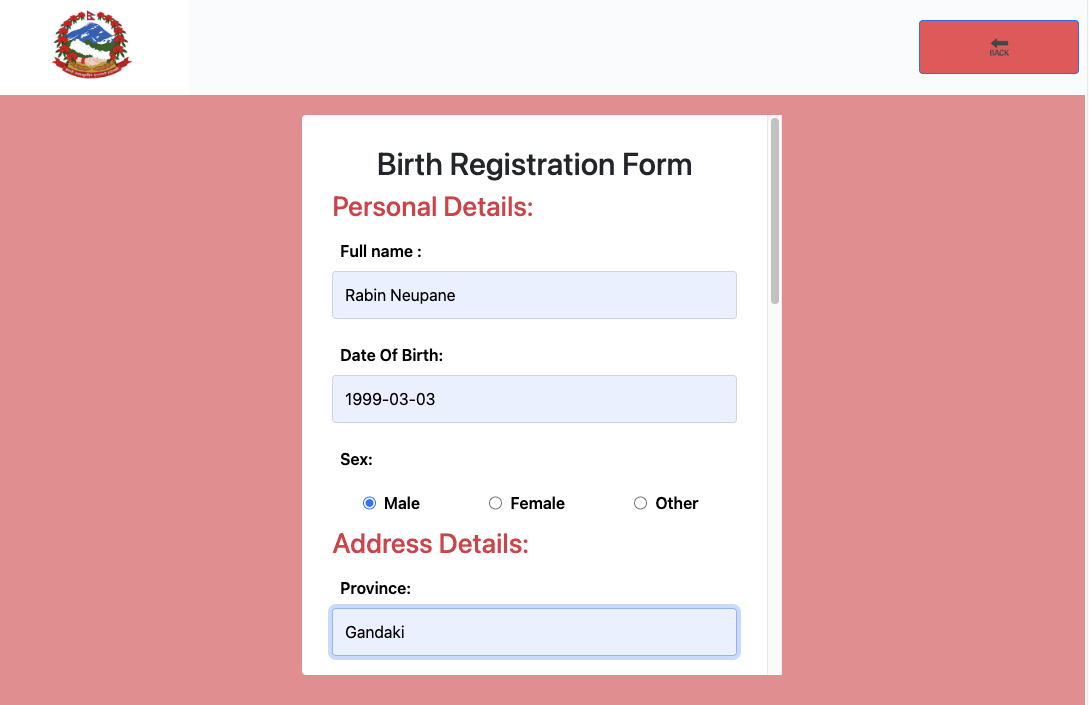 BACK
Birth Registration Form
Personal Details:
Full name :
Rabin Neupane
Date Of Birth:
1999-03-03
Sex:
Male Female Other
Address Details:
Province:
Gandaki